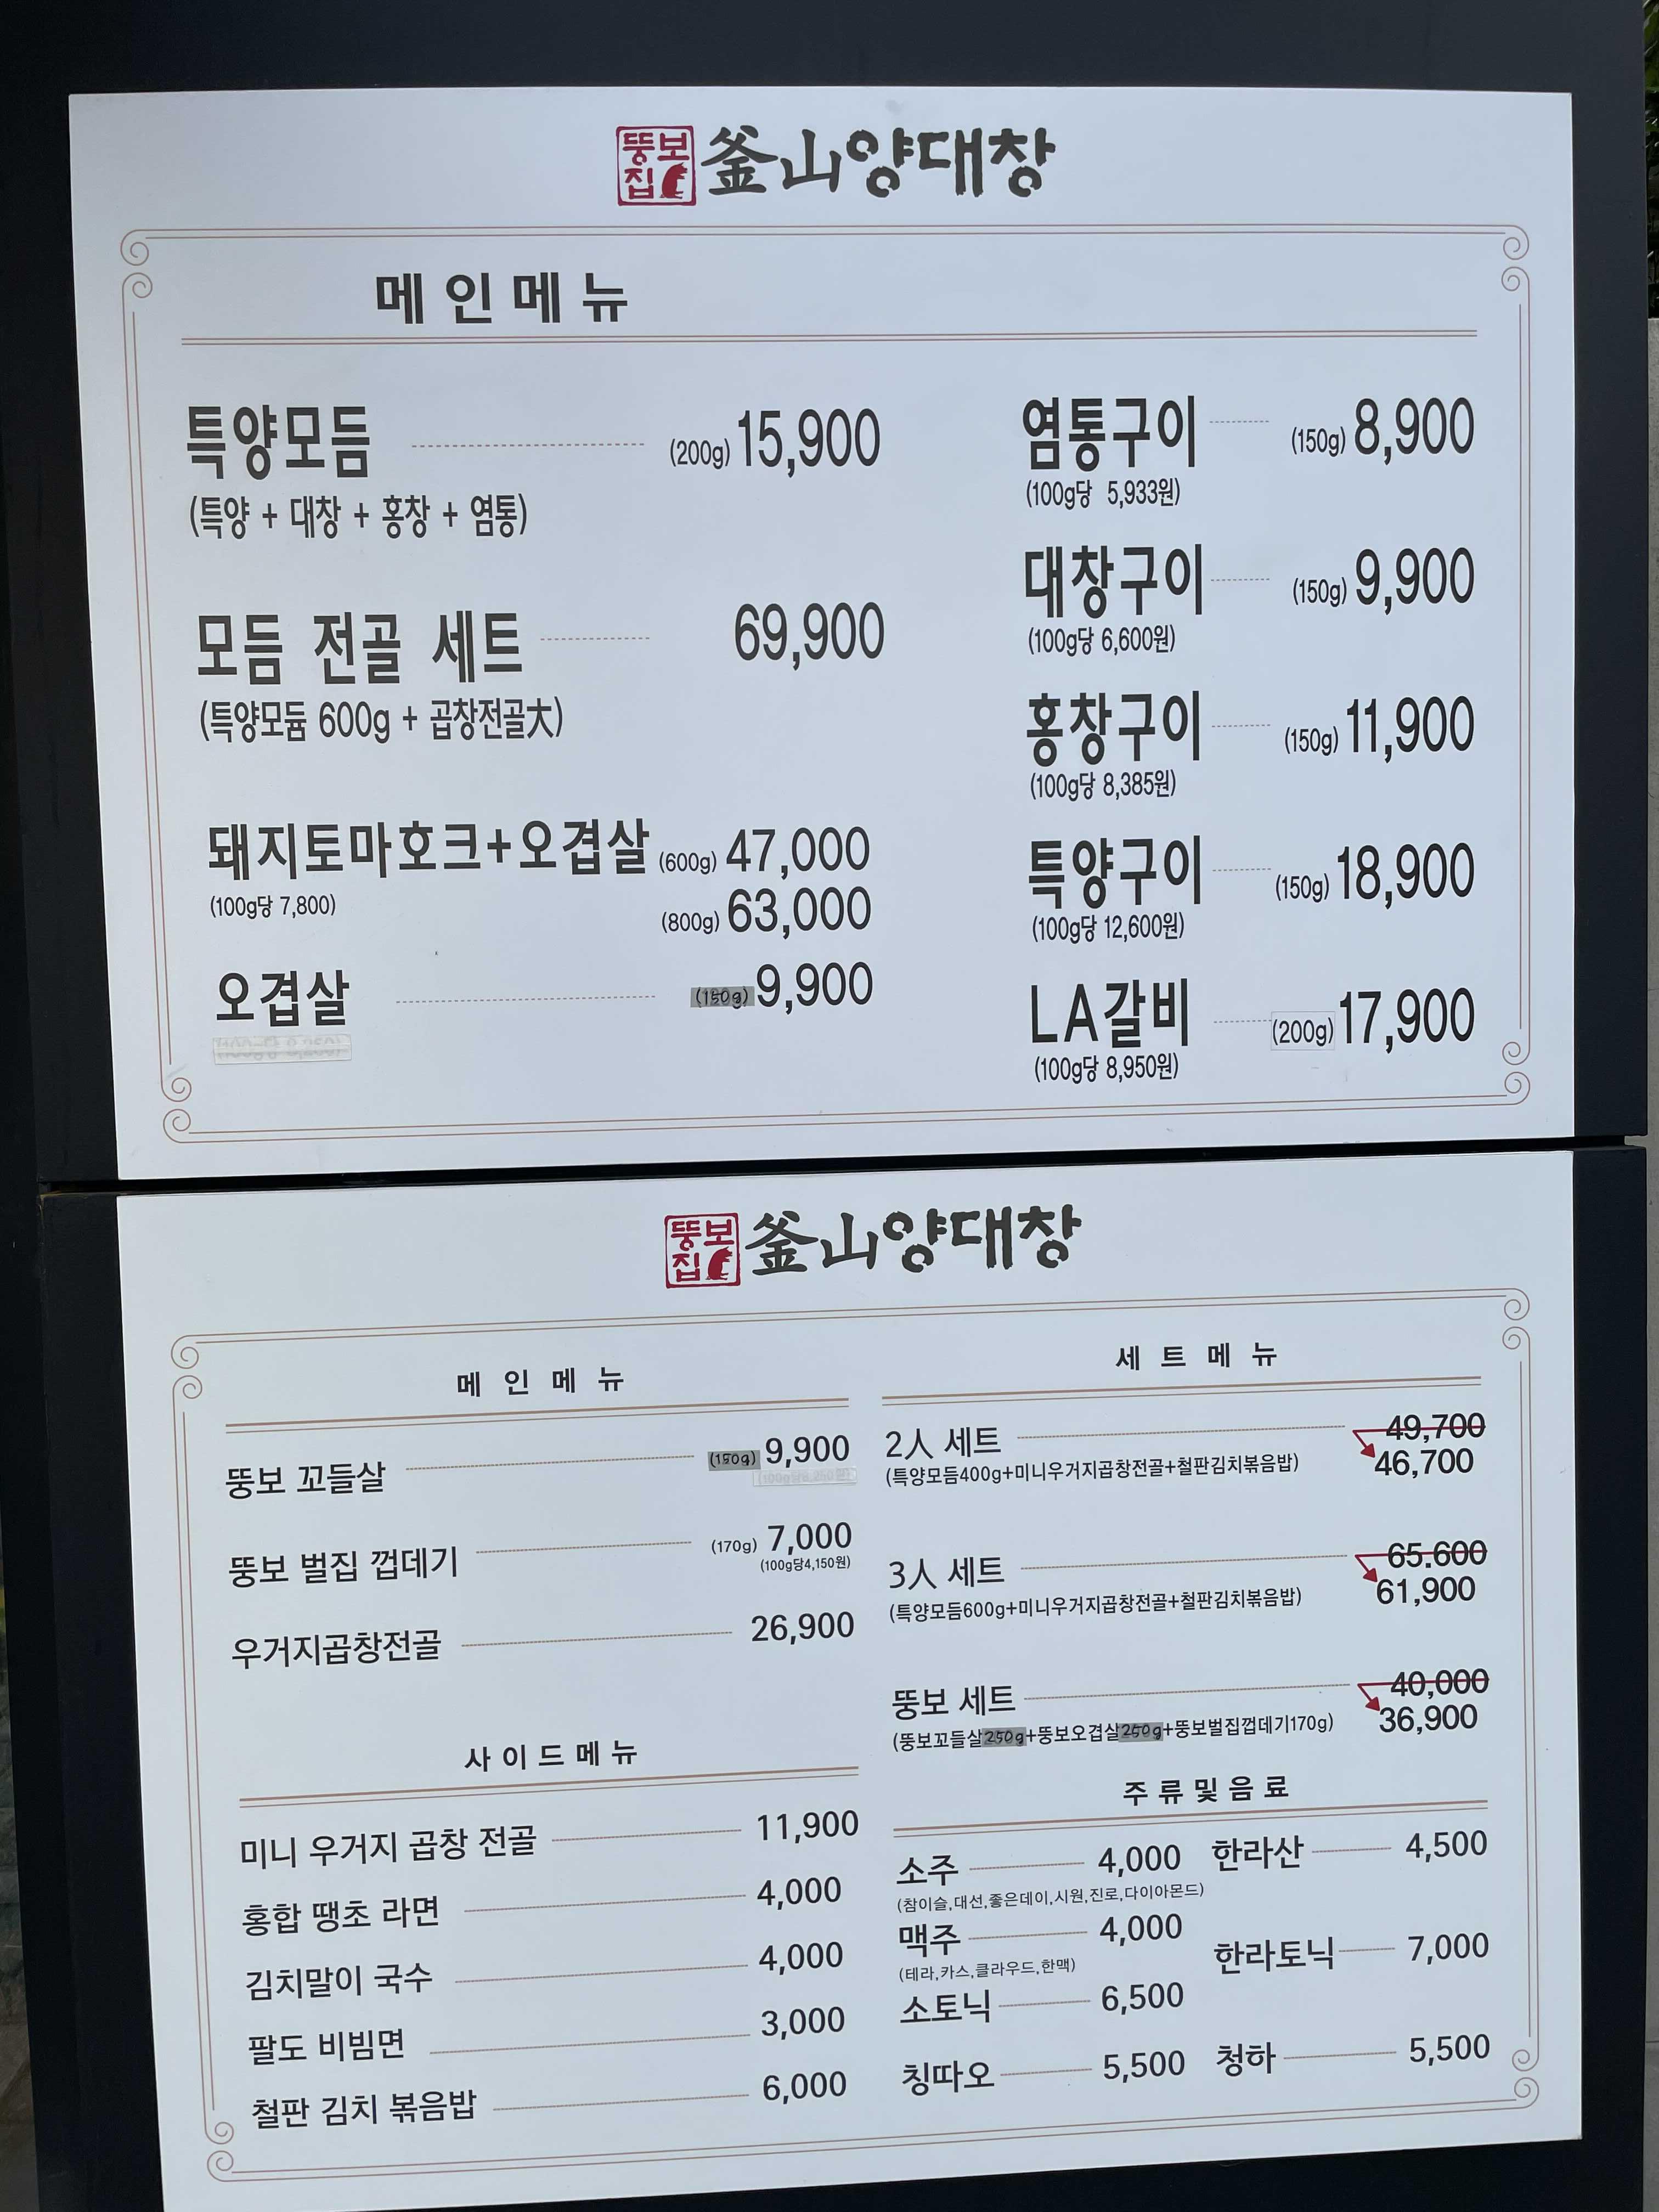 뚱보집 釜山양대창
메인메뉴
특양모듬 (200g) 15,900
(특양 + 대창 + 홍창 + 염통)
모듬 전골 세트 69,900
(특양모듬 600g + 곱창전골大)
돼지토마호크+오겹살 (600g) 47,000
(100g당 7,800) (800g) 63,000
오겹살 (150g) 9,900
염통구이 (150g) 8,900
(100g당 5,933원)
대창구이 (150g) 9,900
(100g당 6,600원)
홍창구이 (150g) 11,900
(100g당 8,385원)
특양구이 (150g) 18,900
(100g당 12,600원)
LA갈비 (200g) 17,900
(100g당 8,950원)
뚱보집 釜山양대창
메인메뉴
뚱보 꼬들살 (150g) 9,900
뚱보 벌집 껍데기 (170g) 7,000
(100g당4,150원)
우거지곱창전골 26,900
사이드메뉴
미니 우거지 곱창 전골 11,900
홍합 땡초 라면 4,000
김치말이 국수 4,000
팔도 비빔면 3,000
철판 김치 볶음밥 6,000
세트메뉴
2人 세트 49,700
46,700
(특양모듬400g+미니우거지곱창전골+철판김치볶음밥)
3人 세트 65.600
61,900
(특양모듬600g+미니우거지곱창전골+철판김치볶음밥)
뚱보 세트 40,000
36,900
(뚱보꼬들살250g+뚱보오겹살250g+뚱보벌집껍데기170g)
주류및음료
소주 4,000 한라산 4,500
(참이슬,대선,좋은데이,시원,진로,다이아몬드)
맥주 4,000 한라토닉 7,000
(테라,카스,클라우드,한맥)
소토닉 6,500
칭따오 5,500 청하 5,500